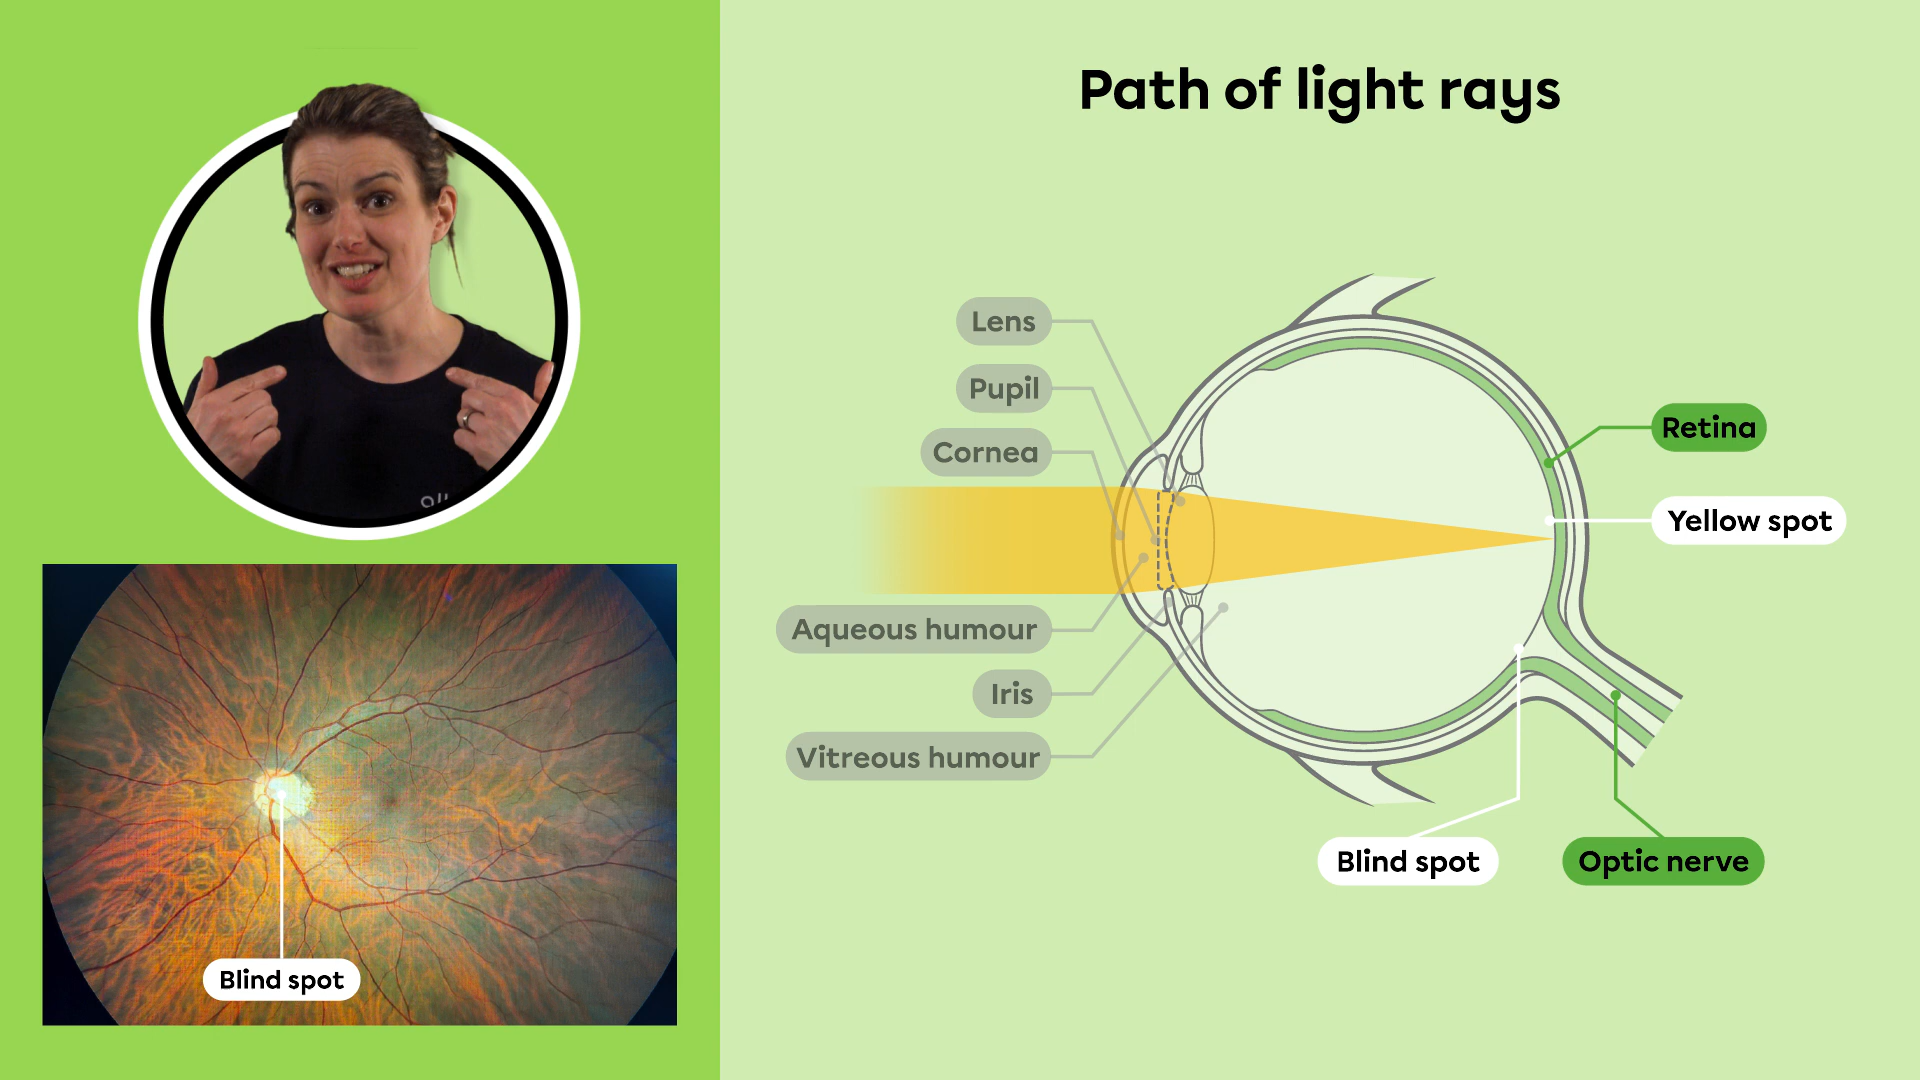 Path of light rays
Lens
Pupil
Cornea
Aqueous humour
Iris
Vitreous humour
Retina
Yellow spot
Blind spot
Optic nerve
Blind spot